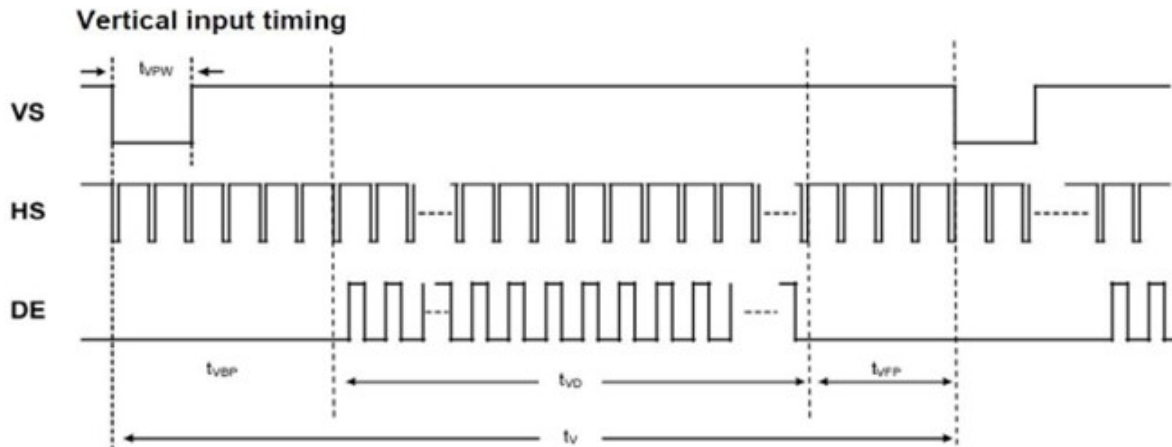 Vertical input timing
tVPW
VS
HS
DE
tVBP
tVD
tVFP
tV